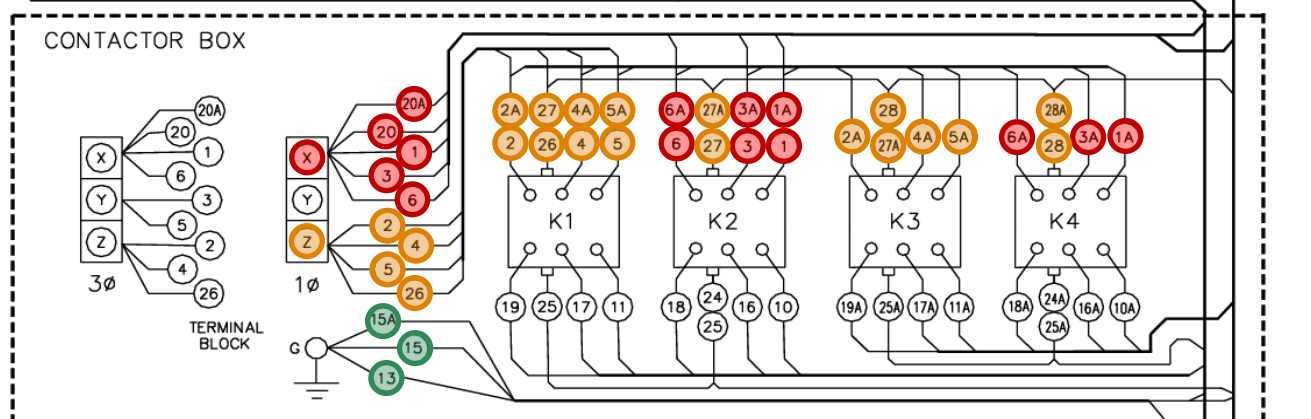 CONTACTOR BOX
20A
20
X
1
6
Y
3
5
Z
2
4
26
3ø
TERMINAL
BLOCK
20A
20
X
1
3
Y
6
2
Z
4
5
26
1ø
15A
G
15
13
2A 27 4A 5A
2 26 4 5
K1
19 25 17 11
6A 27A 3A 1A
6 27 3 1
K2
18 24 16 10
25
28
2A 27A 4A 5A
K3
19A 25A 17A 11A
28A
6A 28 3A 1A
K4
18A 24A 16A 10A
25A